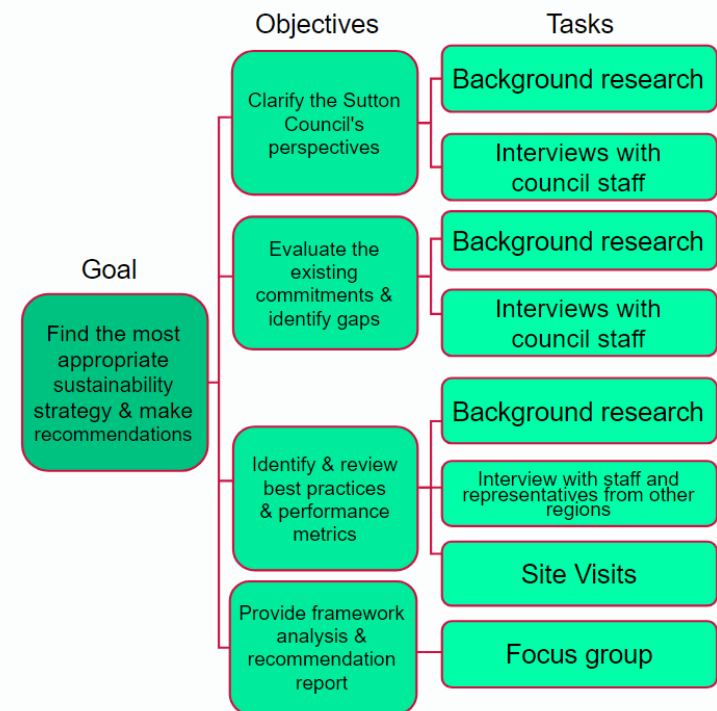 Objectives
Tasks
Clarify the Sutton
Council's
perspectives
Background research
Interviews with
council staff
Evaluate the
existing
commitments &
identify gaps
Background research
Interviews with
council staff
Goal
Find the most
appropriate
sustainability
strategy & make
recommendations
Identify & review
best practices
& performance
metrics
Background research
Interview with staff and
representatives from other
regions
Site Visits
Provide framework
analysis &
recommendation
report
Focus group